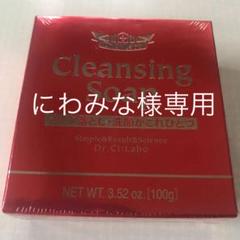 Cleansing
Soap
にわみな様専用
Simple&Result&Science
Dr.Ci:Labo
NET WT. 3.52 oz. [100g]